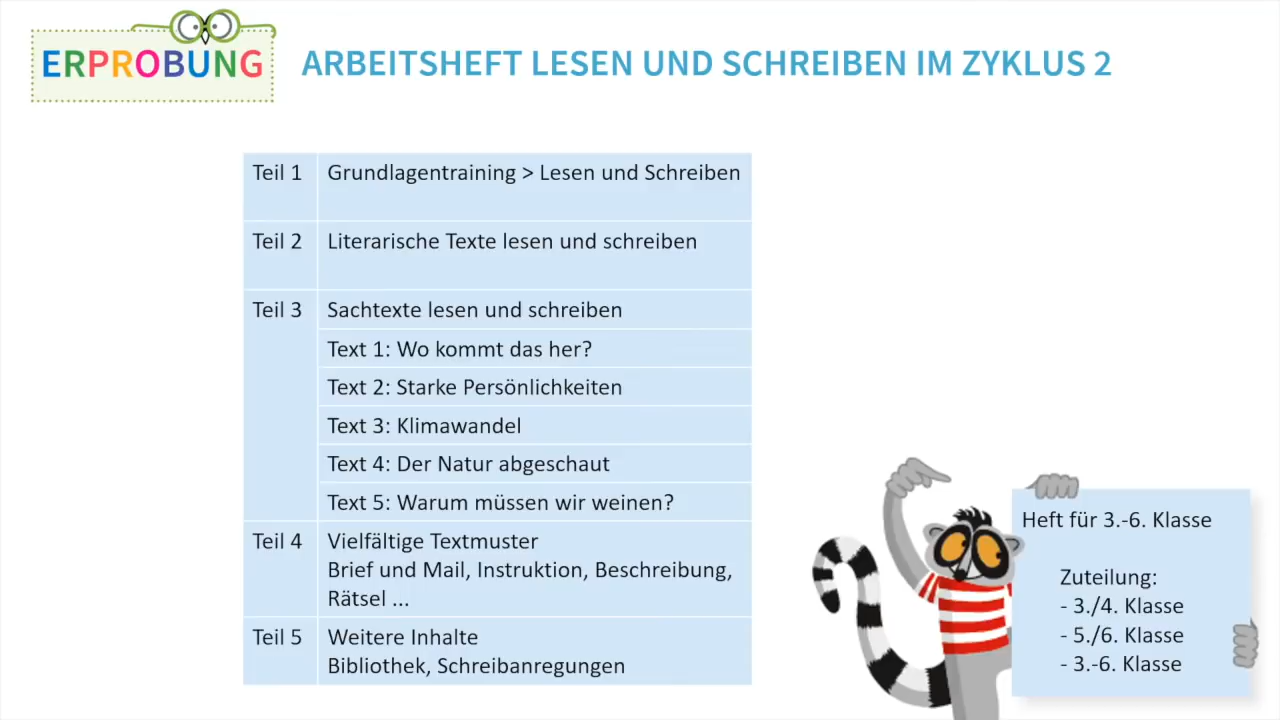 ERPROBUNG
ARBEITSHEFT LESEN UND SCHREIBEN IM ZYKLUS 2
Teil 1 Grundlagentraining > Lesen und Schreiben
Teil 2 Literarische Texte lesen und schreiben
Teil 3 Sachtexte lesen und schreiben
Text 1: Wo kommt das her?
Text 2: Starke Persönlichkeiten
Text 3: Klimawandel
Text 4: Der Natur abgeschaut
Text 5: Warum müssen wir weinen?
Teil 4 Vielfältige Textmuster
Brief und Mail, Instruktion, Beschreibung,
Rätsel ...
Teil 5 Weitere Inhalte
Bibliothek, Schreibanregungen
Heft für 3.-6. Klasse
Zuteilung:
- 3./4. Klasse
- 5./6. Klasse
- 3.-6. Klasse